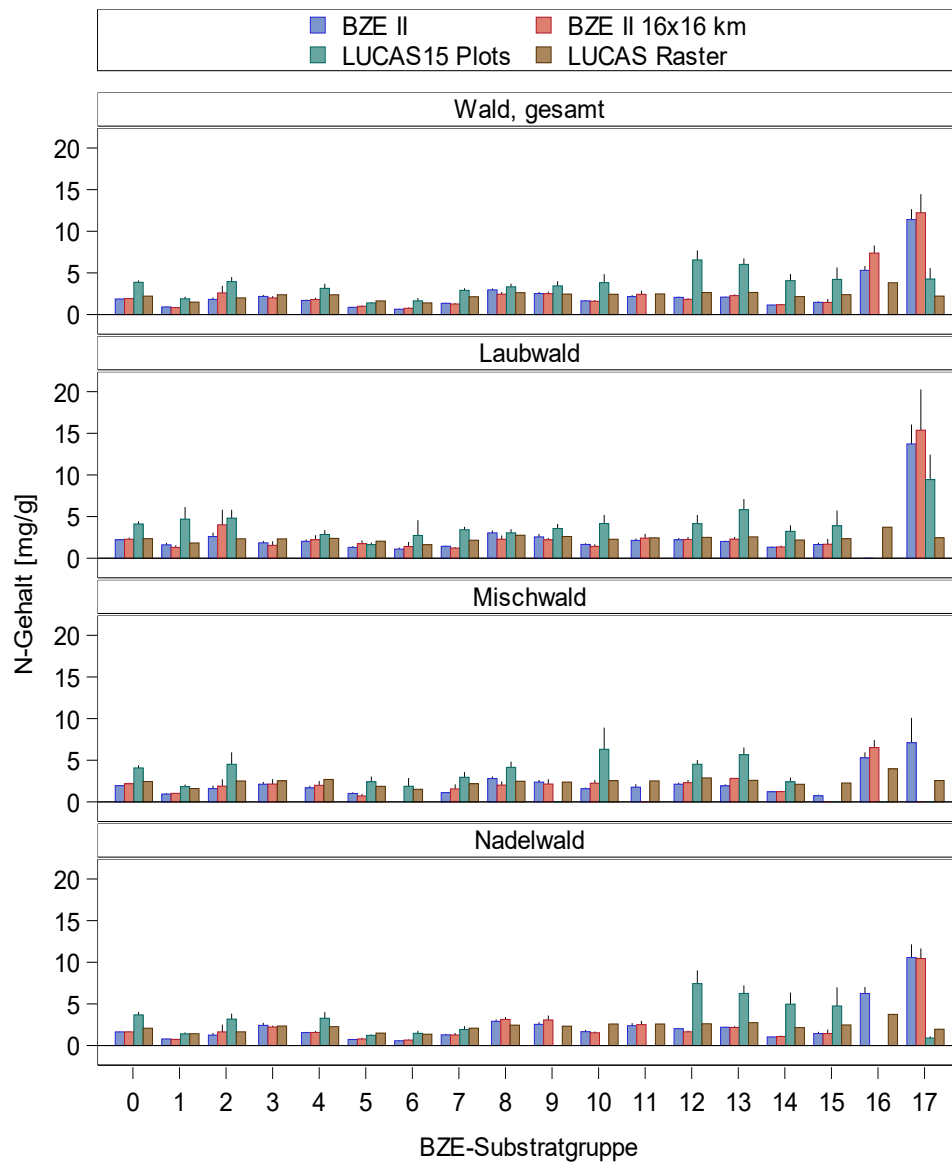 BZE II BZE II 16x16 km
LUCAS15 Plots LUCAS Raster
Wald, gesamt
20
15
10
5
0
Laubwald
20
15
10
5
0
N-Gehalt [mg/g]
Mischwald
20
15
10
5
0
Nadelwald
20
15
10
5
0
0 1 2 3 4 5 6 7 8 9 10 11 12 13 14 15 16 17
BZE-Substratgruppe